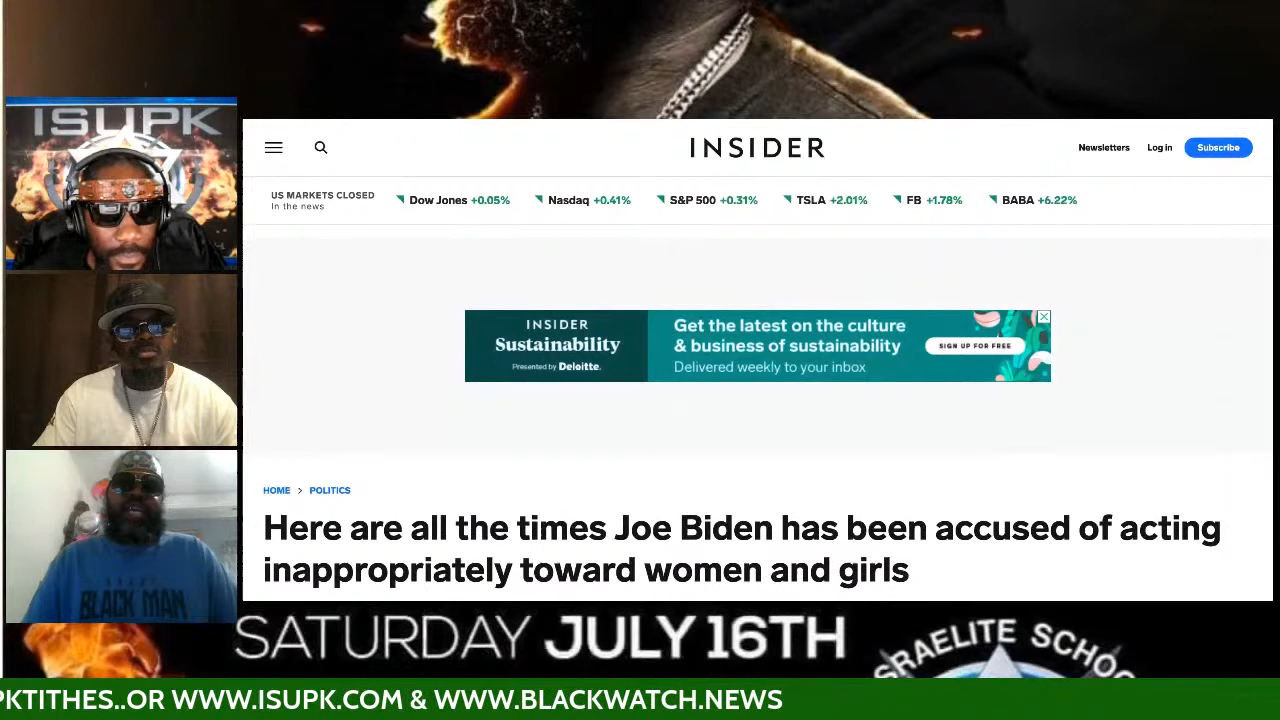 ISUPK
INSIDER
Newsletters
Log in
Subscribe
US MARKETS CLOSED
In the news
Dow Jones +0.05%
Nasdaq +0.41%
S&P 500 +0.31%
TSLA +2.01%
FB +1.78%
BABA +6.22%
INSIDER
Sustainability
Presented by Deloitte.
Get the latest on the culture
& business of sustainability
Delivered weekly to your inbox
SIGN UP FOR FREE
HOME > POLITICS
Here are all the times Joe Biden has been accused of acting
inappropriately toward women and girls
BLACK MAN
SATURDAY JULY 16TH
SRAELITE SCHOO
PKTITHES..OR WWW.ISUPK.COM & WWW.BLACKWATCH.NEWS